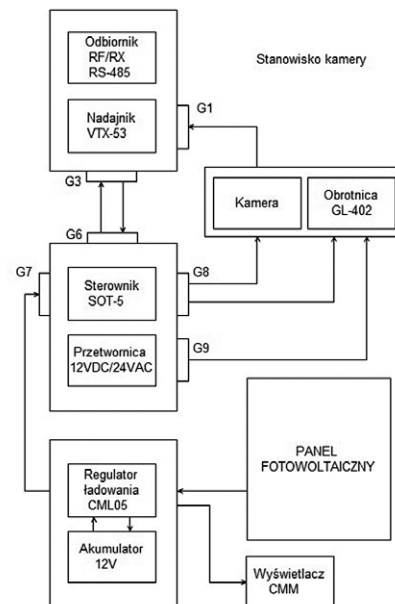 Odbiornik
RF/RX
RS-485
Stanowisko kamery
Nadajnik
VTX-53
G1
G3
Kamera
Obrotnica
GL-402
G6
G7
G8
Sterownik
SOT-5
G9
Przetwornica
12VDC/24VAC
PANEL
FOTOWOLTAICZNY
Regulator
ładowania
CML05
Akumulator
12V
Wyświetlacz
CMM